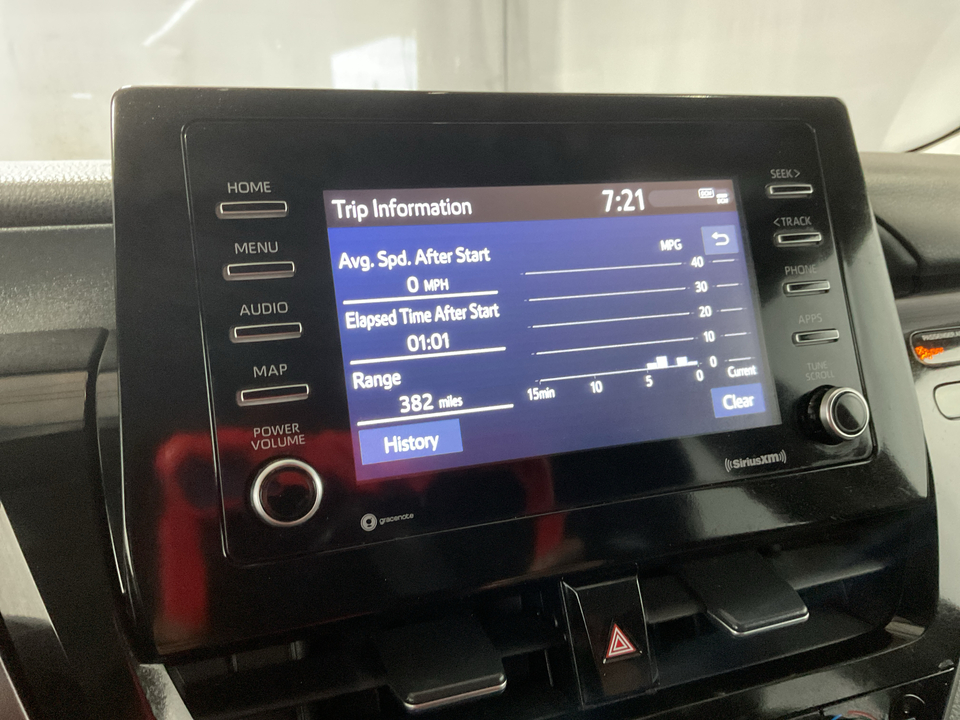 HOME
MENU
AUDIO
MAP
POWER
VOLUME
Trip Information
7:21
DCM
Avg. Spd. After Start
0 MPH
Elapsed Time After Start
01:01
Range
382 miles
History
MPG
40
30
20
10
0
15min 10 5 0
Current
Clear
SEEK >
< TRACK
PHONE
APPS
TUNE
SCROLL
gracenote
SiriusXM
PASSENGER